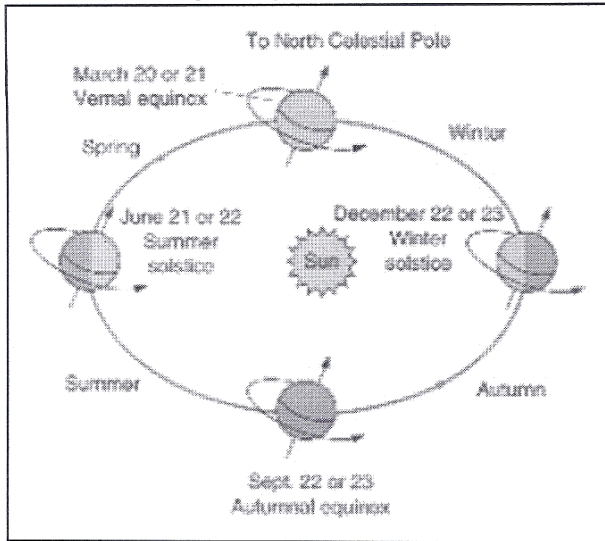 To North Celestial Pole
March 20 or 21
Vernal equinox
Spring
Winter
June 21 or 22
Summer
solstice
December 22 or 23
Winter
solstice
Sun
Summer
Autumn
Sept. 22 or 23
Autumnal equinox